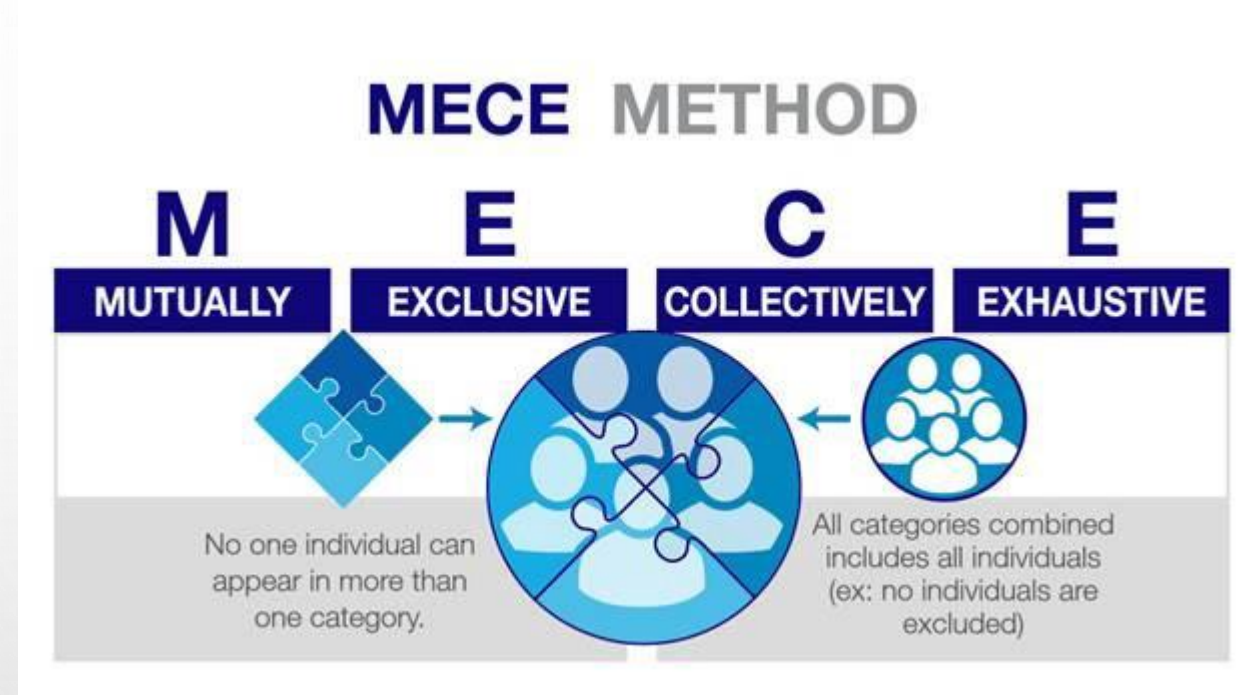 MECE METHOD
M E C E
MUTUALLY EXCLUSIVE COLLECTIVELY EXHAUSTIVE
No one individual can
appear in more than
one category.
All categories combined
includes all individuals
(ex: no individuals are
excluded)